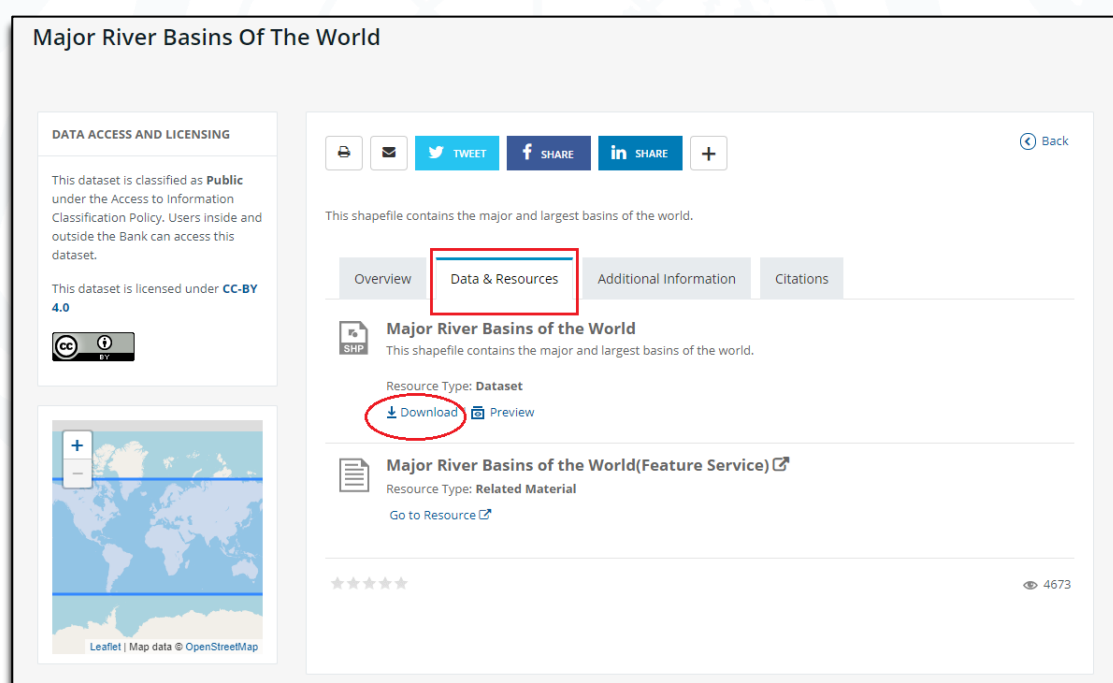 Major River Basins Of The World
DATA ACCESS AND LICENSING
This dataset is classified as Public
under the Access to Information
Classification Policy. Users inside and
outside the Bank can access this
dataset.
This dataset is licensed under CC-BY
4.0
cc
BY
+
−
Leaflet | Map data © OpenStreetMap
TWEET
f SHARE
in SHARE
+
Back
This shapefile contains the major and largest basins of the world.
Overview
Data & Resources
Additional Information
Citations
SHP
Major River Basins of the World
This shapefile contains the major and largest basins of the world.
Resource Type: Dataset
Download
Preview
Major River Basins of the World(Feature Service)
Resource Type: Related Material
Go to Resource
4673